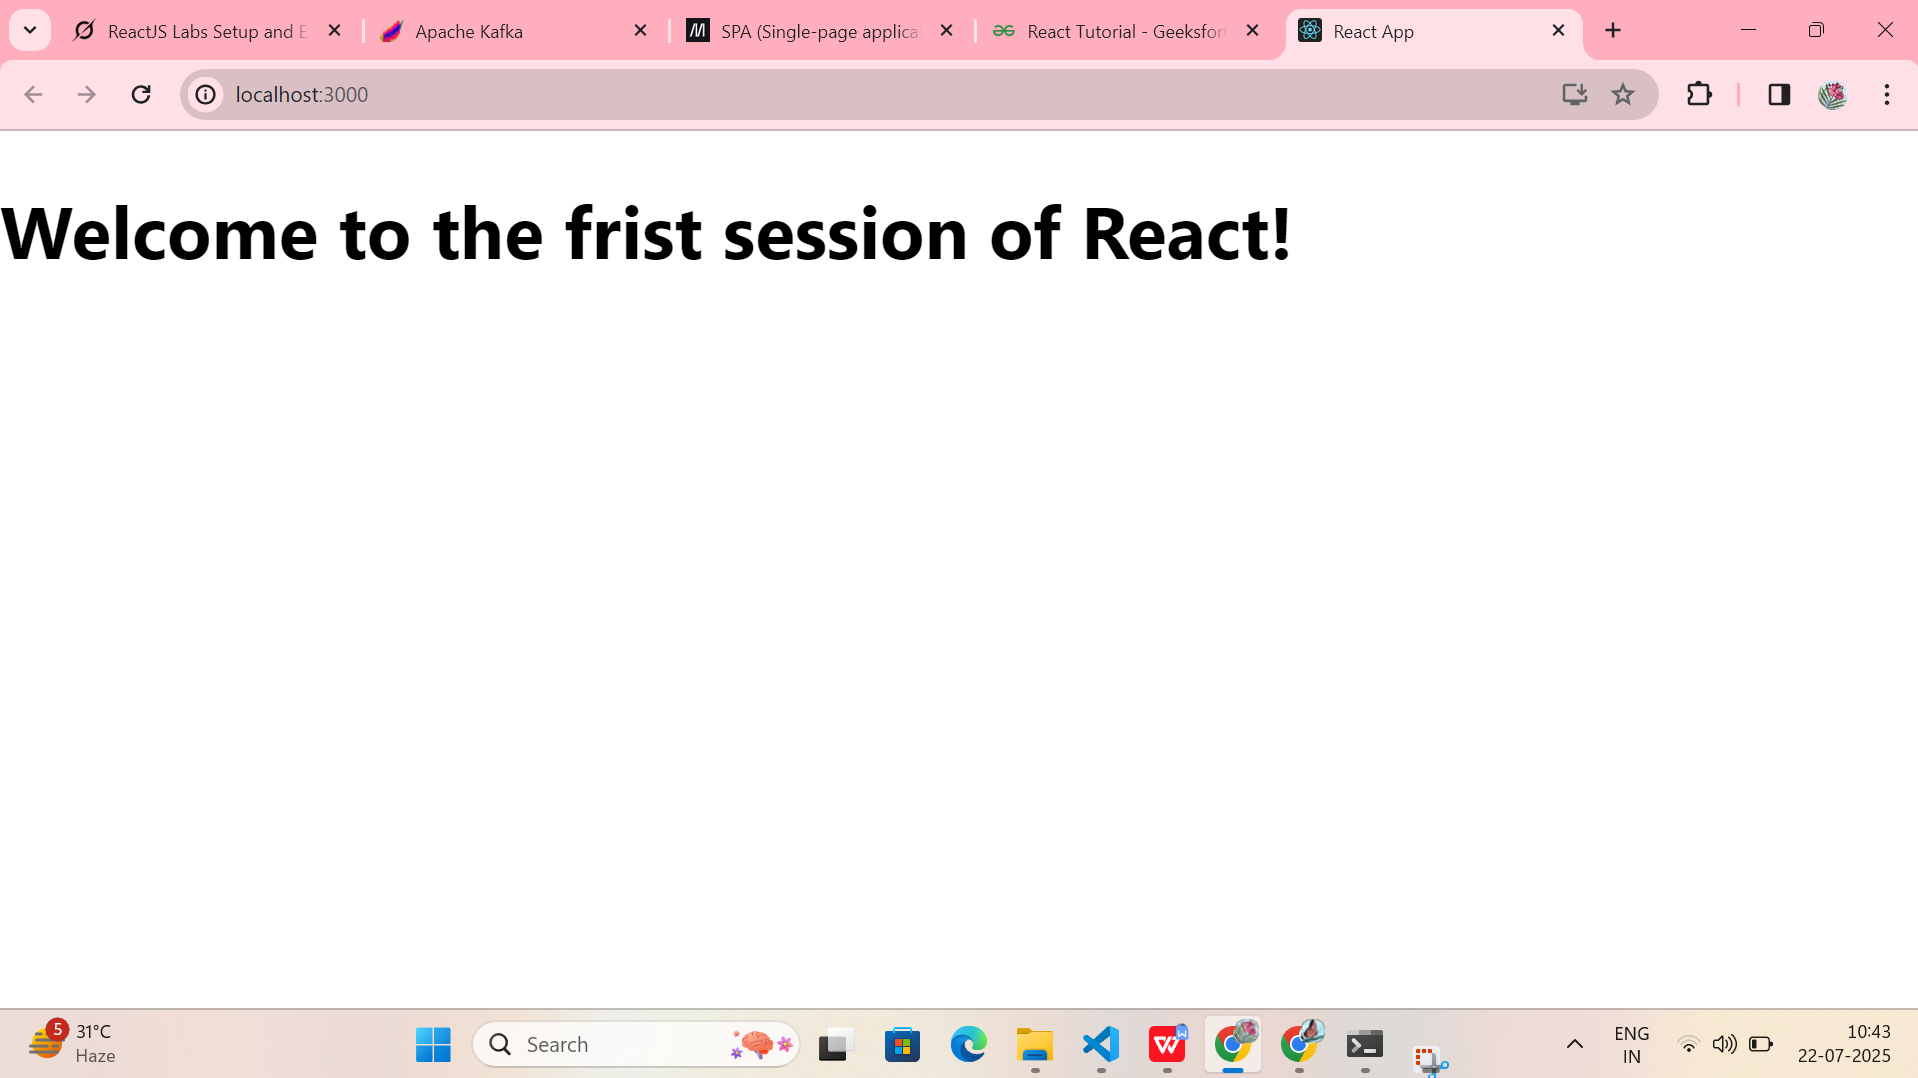 ReactJS Labs Setup and E
Apache Kafka
SPA (Single-page applica
React Tutorial - Geeksfor
React App
localhost:3000
Welcome to the frist session of React!
5
31°C
Haze
Search
ENG
IN
10:43
22-07-2025